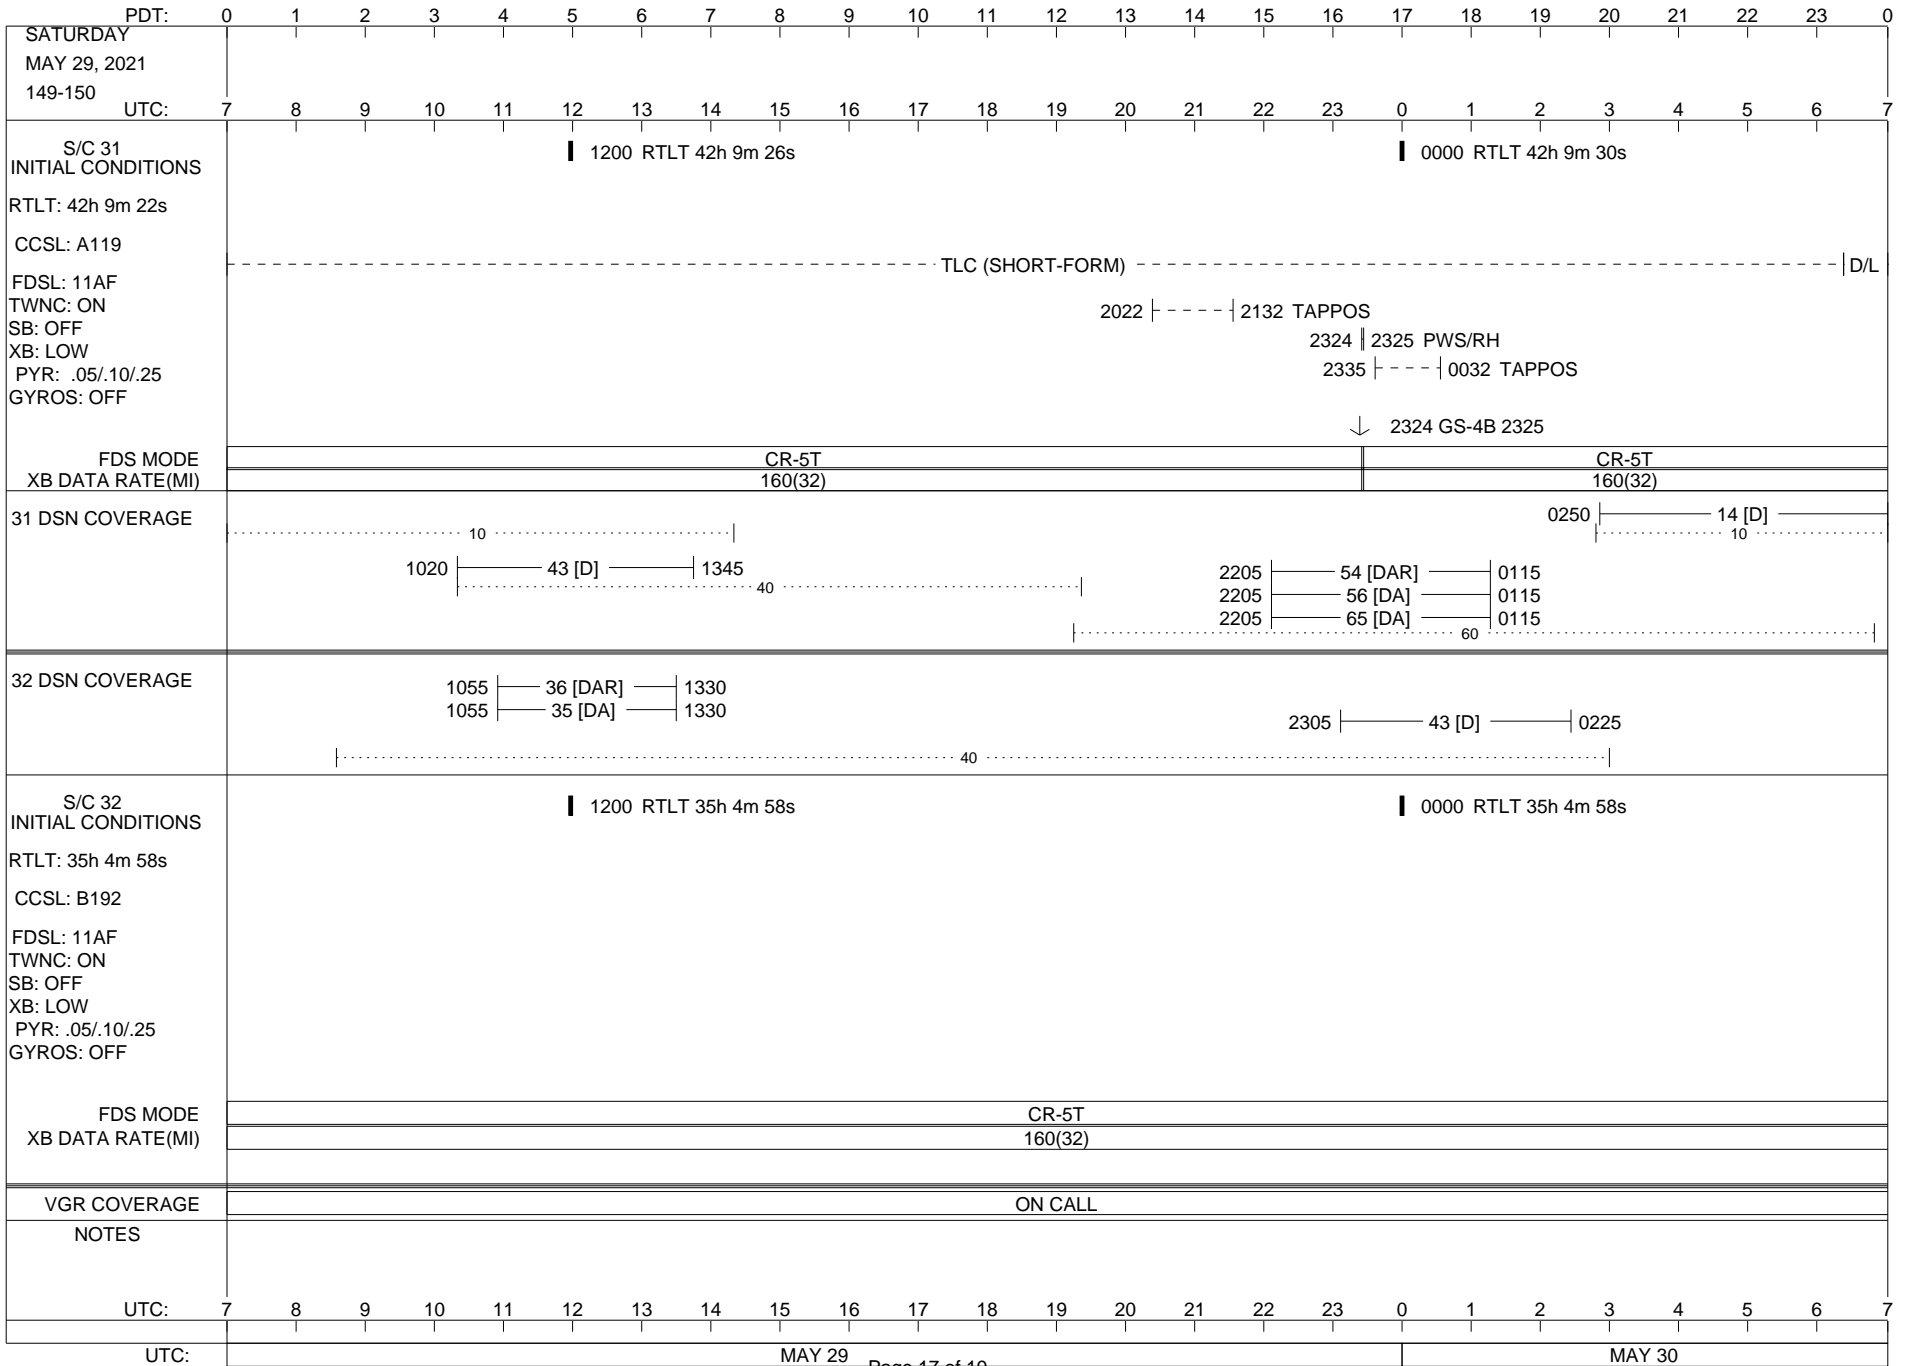 PDT: 0 1 2 3 4 5 6 7 8 9 10 11 12 13 14 15 16 17 18 19 20 21 22 23 0
SATURDAY
MAY 29, 2021
149-150
UTC: 7 8 9 10 11 12 13 14 15 16 17 18 19 20 21 22 23 0 1 2 3 4 5 6 7
S/C 31
INITIAL CONDITIONS
1200 RTLT 42h 9m 26s
0000 RTLT 42h 9m 30s
RTLT: 42h 9m 22s
CCSL: A119
TLC (SHORT-FORM)
D/L
FDSL: 11AF
TWNC: ON
2022 2132 TAPPOS
SB: OFF
2324 2325 PWS/RH
XB: LOW
PYR: .05/.10/.25
2335 0032 TAPPOS
GYROS: OFF
2324 GS-4B 2325
FDS MODE CR-5T CR-5T
XB DATA RATE(MI) 160(32) 160(32)
31 DSN COVERAGE
0250 14 [D]
10 10
1020 43 [D] 1345
40
2205 54 [DAR] 0115
2205 56 [DA] 0115
2205 65 [DA] 0115
60
32 DSN COVERAGE
1055 36 [DAR] 1330
1055 35 [DA] 1330
2305 43 [D] 0225
40
S/C 32
INITIAL CONDITIONS
1200 RTLT 35h 4m 58s
0000 RTLT 35h 4m 58s
RTLT: 35h 4m 58s
CCSL: B192
FDSL: 11AF
TWNC: ON
SB: OFF
XB: LOW
PYR: .05/.10/.25
GYROS: OFF
FDS MODE CR-5T
XB DATA RATE(MI) 160(32)
VGR COVERAGE ON CALL
NOTES
UTC: 7 8 9 10 11 12 13 14 15 16 17 18 19 20 21 22 23 0 1 2 3 4 5 6 7
UTC: MAY 29 MAY 30
Page 17 of 19